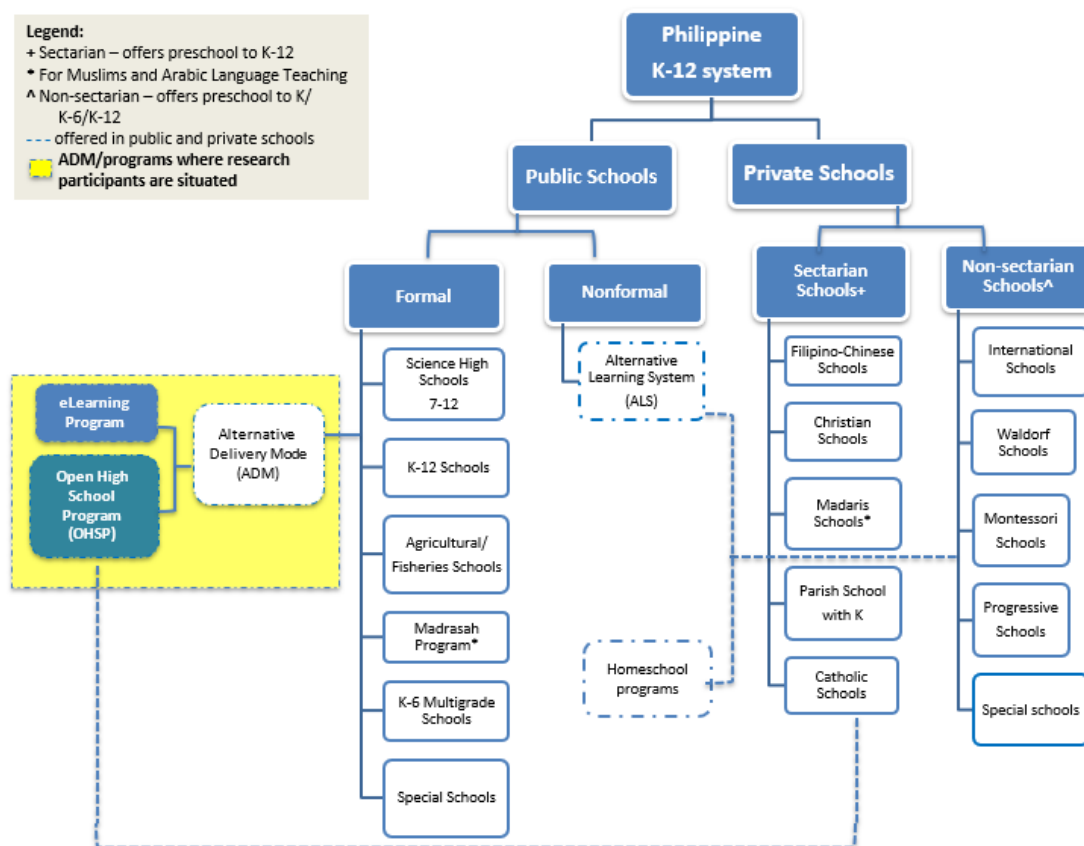 Legend:
+ Sectarian – offers preschool to K-12
* For Muslims and Arabic Language Teaching
^ Non-sectarian – offers preschool to K/
K-6/K-12
---- offered in public and private schools
ADM/programs where research
participants are situated
Philippine
K-12 system
Public Schools
Private Schools
Formal
Nonformal
Sectarian
Schools+
Non-sectarian
Schools^
Science High
Schools
7-12
K-12 Schools
Agricultural/
Fisheries Schools
Madrasah
Program*
K-6 Multigrade
Schools
Special Schools
eLearning
Program
Open High
School
Program
(OHSP)
Alternative
Delivery Mode
(ADM)
Alternative
Learning System
(ALS)
Homeschool
programs
Filipino-Chinese
Schools
Christian
Schools
Madaris
Schools*
Parish School
with K
Catholic
Schools
International
Schools
Waldorf
Schools
Montessori
Schools
Progressive
Schools
Special schools